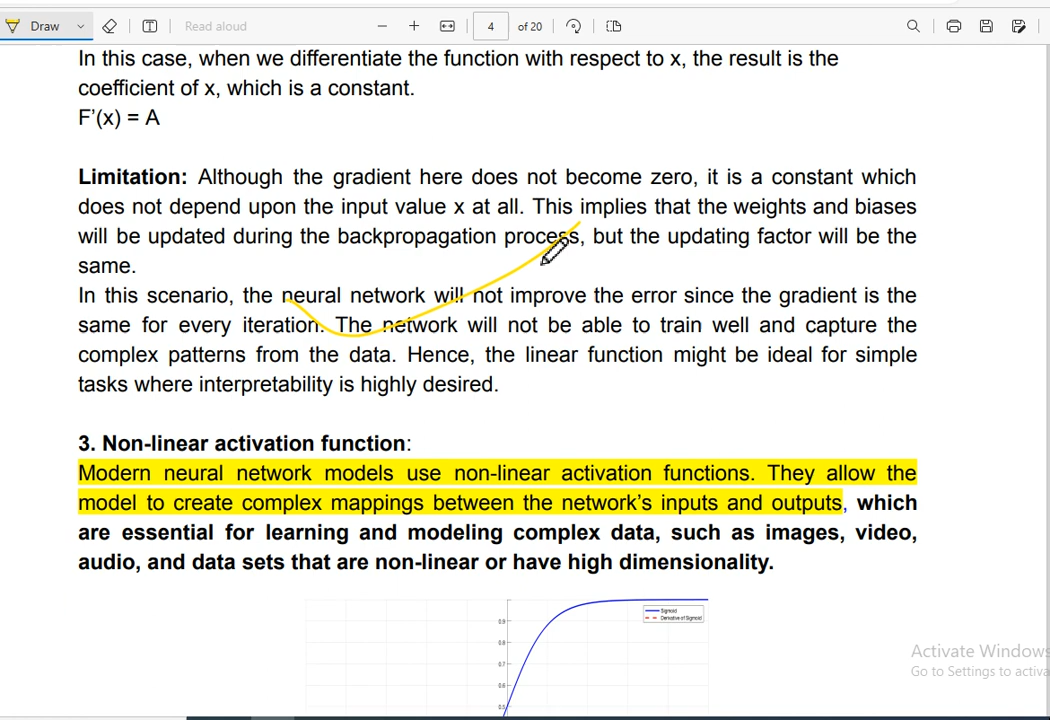 Draw
Read aloud
4 of 20
In this case, when we differentiate the function with respect to x, the result is the
coefficient of x, which is a constant.
F’(x) = A
Limitation: Although the gradient here does not become zero, it is a constant which
does not depend upon the input value x at all. This implies that the weights and biases
will be updated during the backpropagation process, but the updating factor will be the
same.
In this scenario, the neural network will not improve the error since the gradient is the
same for every iteration. The network will not be able to train well and capture the
complex patterns from the data. Hence, the linear function might be ideal for simple
tasks where interpretability is highly desired.
3. Non-linear activation function:
Modern neural network models use non-linear activation functions. They allow the
model to create complex mappings between the network’s inputs and outputs, which
are essential for learning and modeling complex data, such as images, video,
audio, and data sets that are non-linear or have high dimensionality.
Sigmoid
Derivative of Sigmoid
0.9
0.8
0.7
0.6
0.5
Activate Windows
Go to Settings to activa